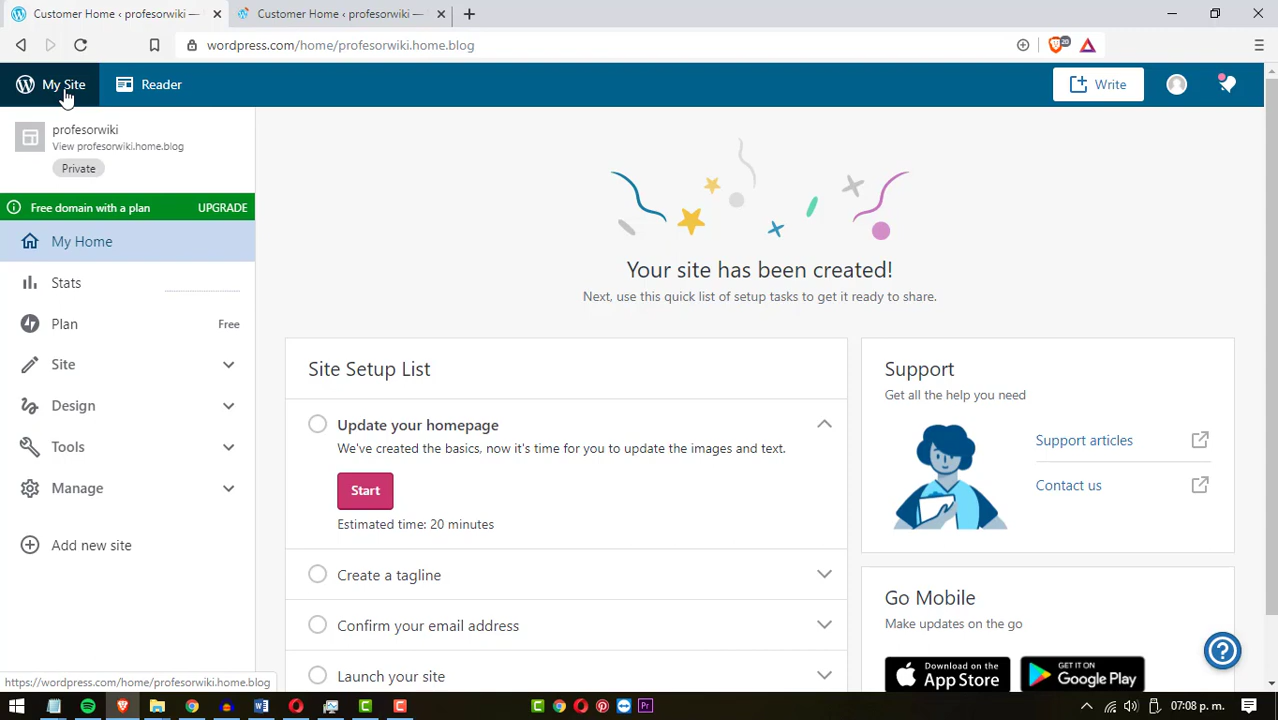 Customer Home ‹ profesorwiki —
Customer Home ‹ profesorwiki —
wordpress.com/home/profesorwiki.home.blog
20
My Site
Reader
Write
profesorwiki
View profesorwiki.home.blog
Private
Free domain with a plan
UPGRADE
My Home
Stats
Plan
Free
Site
Design
Tools
Manage
Add new site
Your site has been created!
Next, use this quick list of setup tasks to get it ready to share.
Site Setup List
Update your homepage
We've created the basics, now it's time for you to update the images and text.
Start
Estimated time: 20 minutes
Create a tagline
Confirm your email address
Launch your site
Support
Get all the help you need
Support articles
Contact us
Go Mobile
Make updates on the go
Download on the
App Store
GET IT ON
Google Play
https://wordpress.com/home/profesorwiki.home.blog
Pr
07:08 p. m.